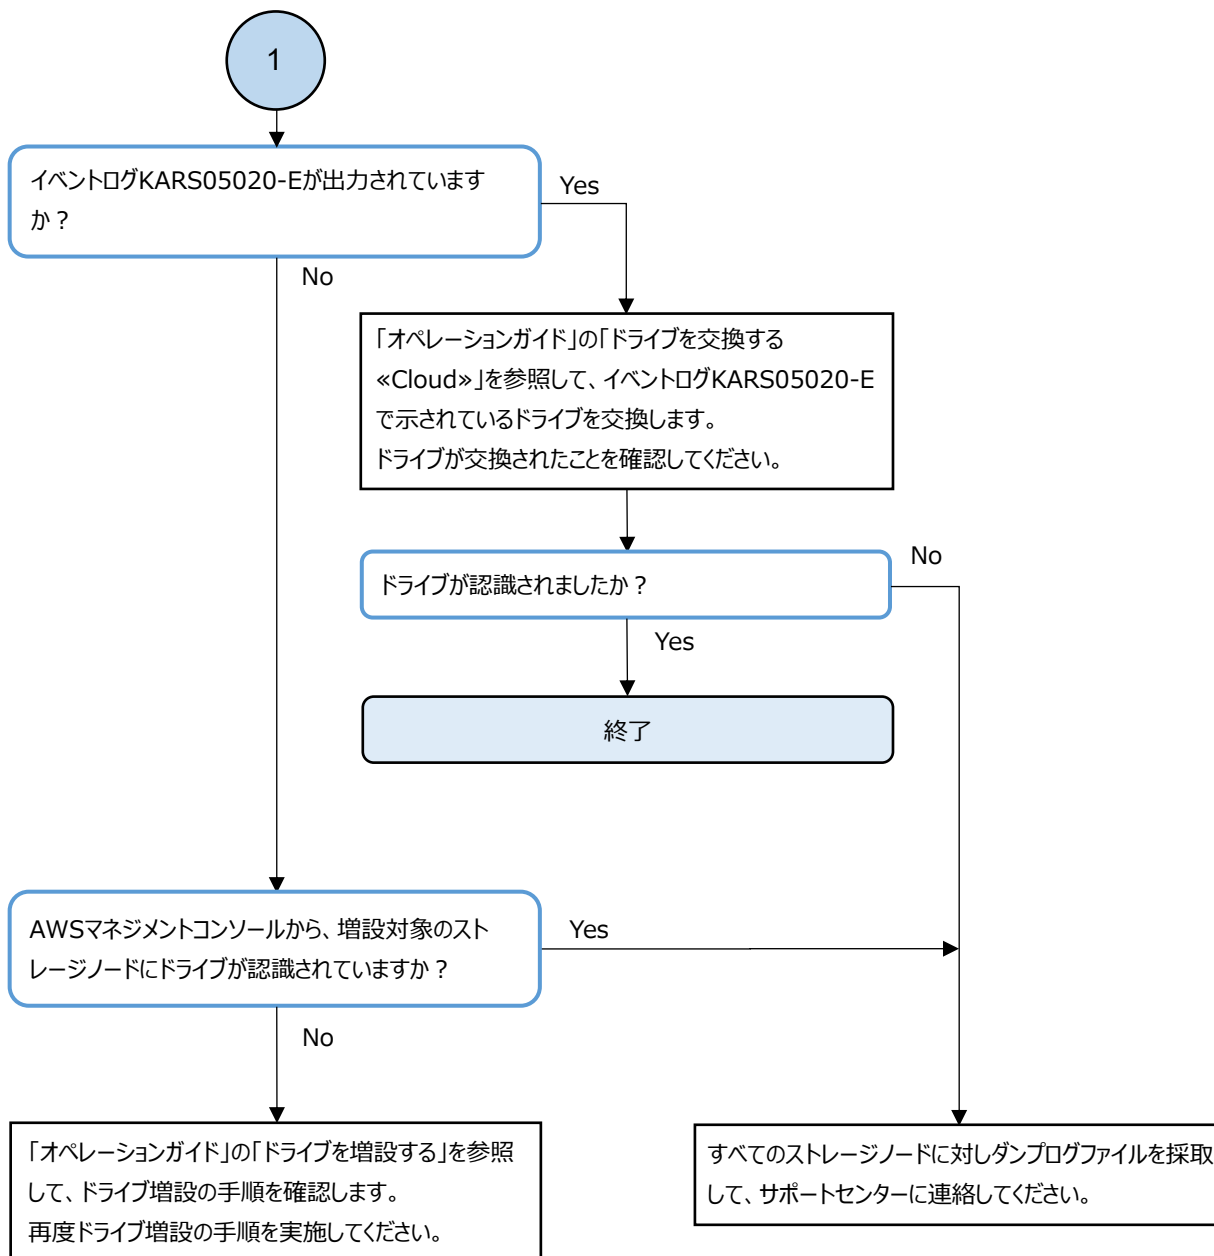 1
イベントログKARS05020-Eが出力されています
か？
Yes
No
「オペレーションガイド」の「ドライブを交換する
«Cloud»」を参照して、イベントログKARS05020-E
で示されているドライブを交換します。
ドライブが交換されたことを確認してください。
ドライブが認識されましたか？
No
Yes
終了
AWSマネジメントコンソールから、増設対象のスト
レージノードにドライブが認識されていますか？
Yes
No
「オペレーションガイド」の「ドライブを増設する」を参照
して、ドライブ増設の手順を確認します。
再度ドライブ増設の手順を実施してください。
すべてのストレージノードに対しダンプログファイルを採取
して、サポートセンターに連絡してください。